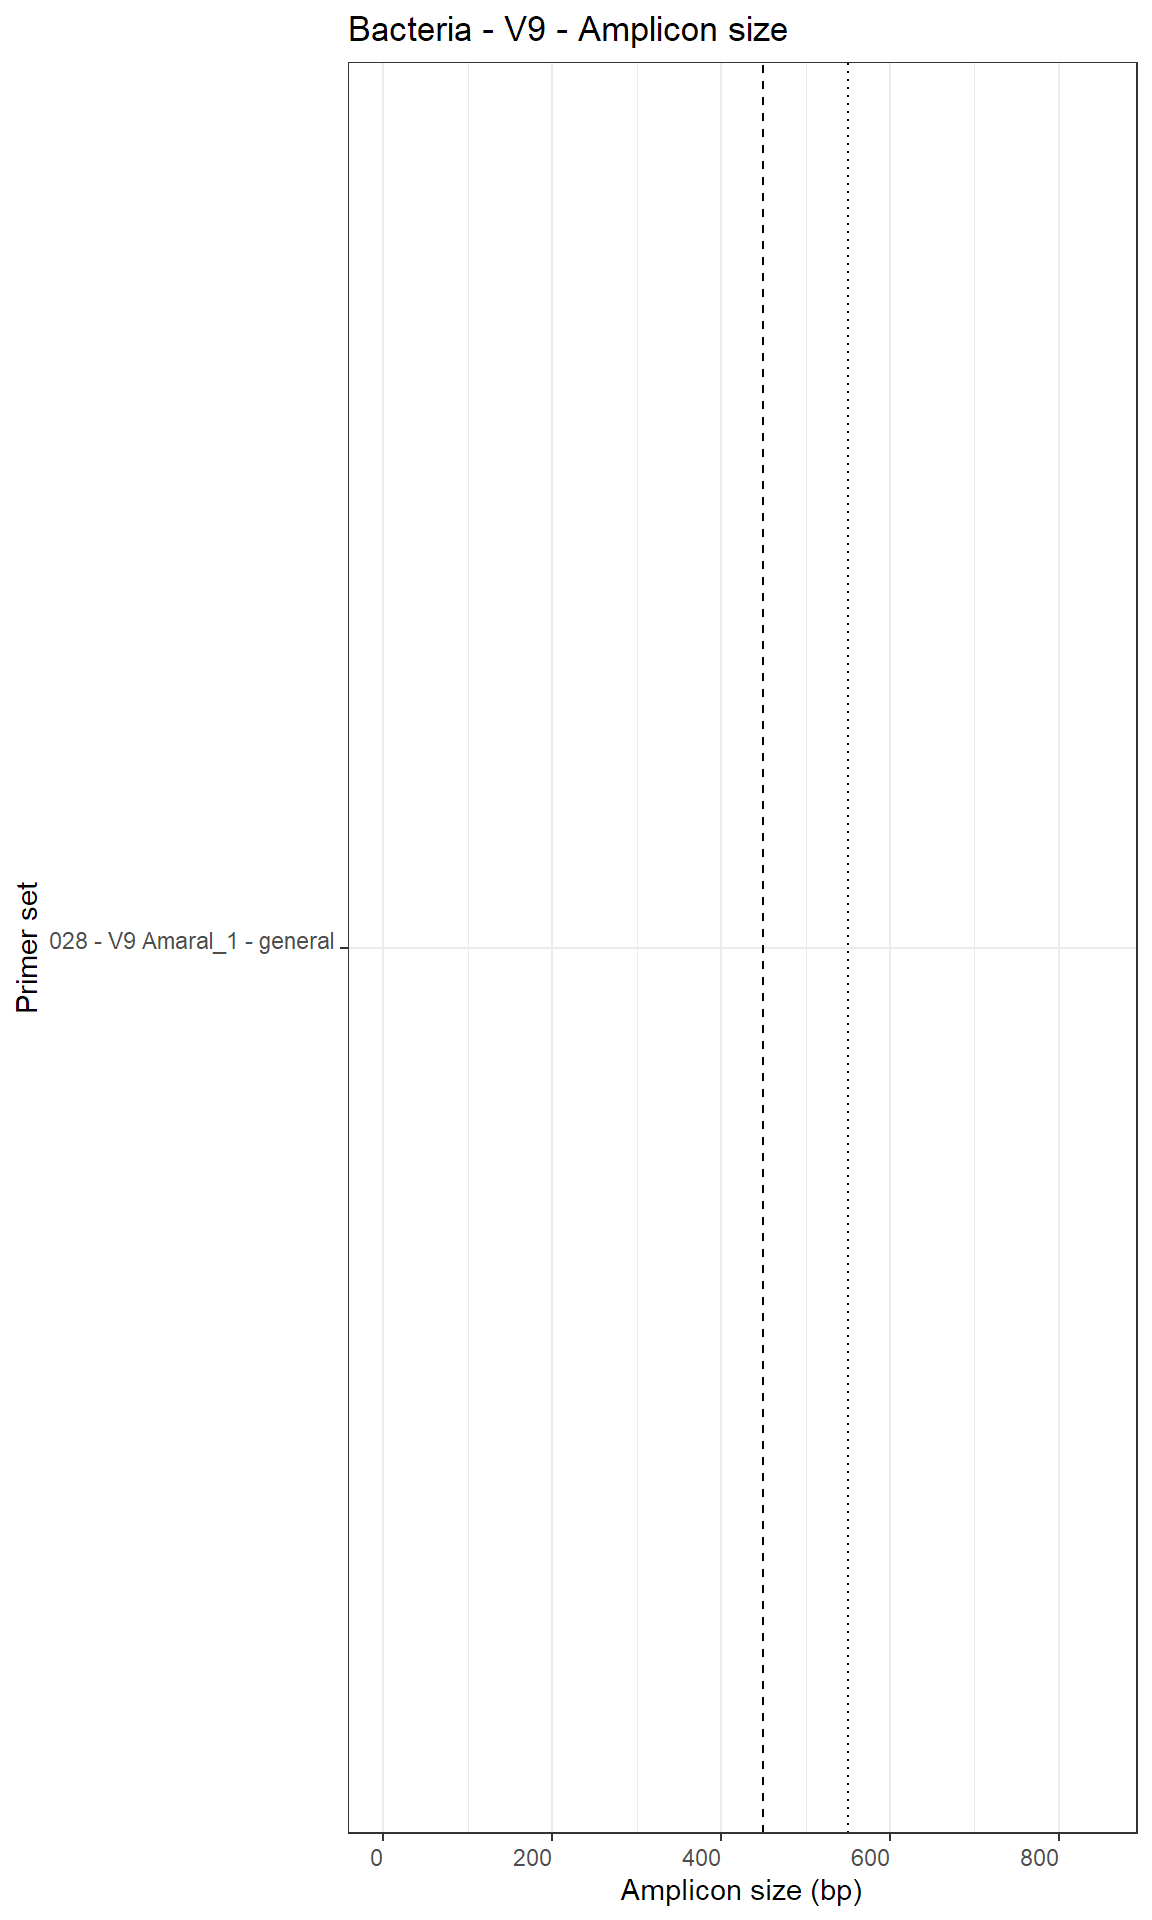 Bacteria - V9 - Amplicon size
Primer set
028 - V9 Amaral_1 - general
0 200 400 600 800
Amplicon size (bp)